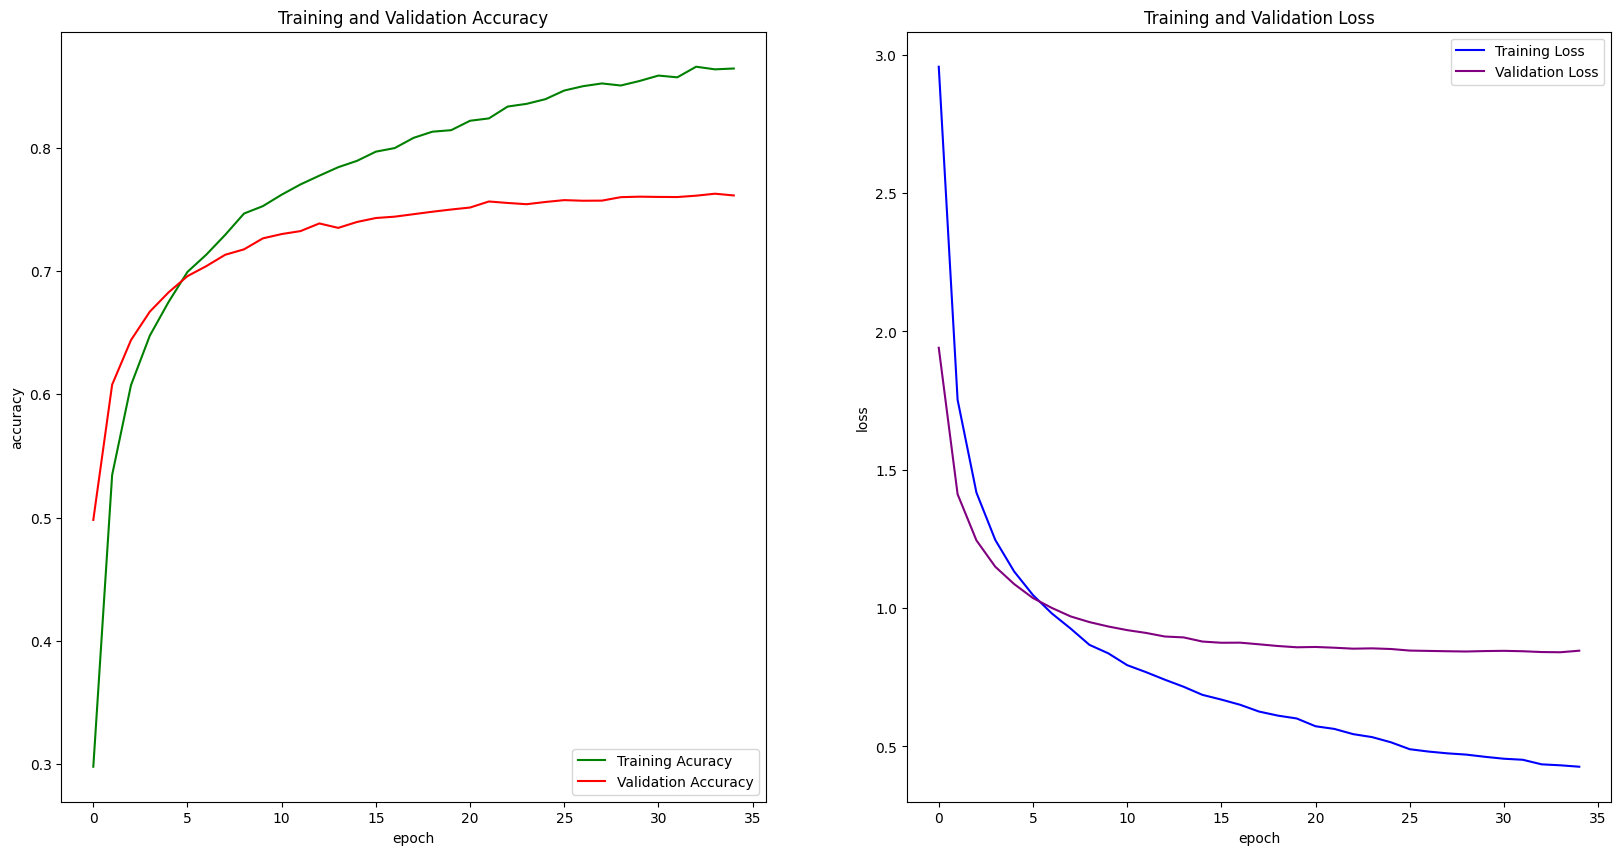 Training and Validation Accuracy
accuracy
0.8
0.7
0.6
0.5
0.4
0.3
0 5 10 15 20 25 30 35
epoch
Training Acuracy
Validation Accuracy
Training and Validation Loss
loss
3.0
2.5
2.0
1.5
1.0
0.5
0 5 10 15 20 25 30 35
epoch
Training Loss
Validation Loss